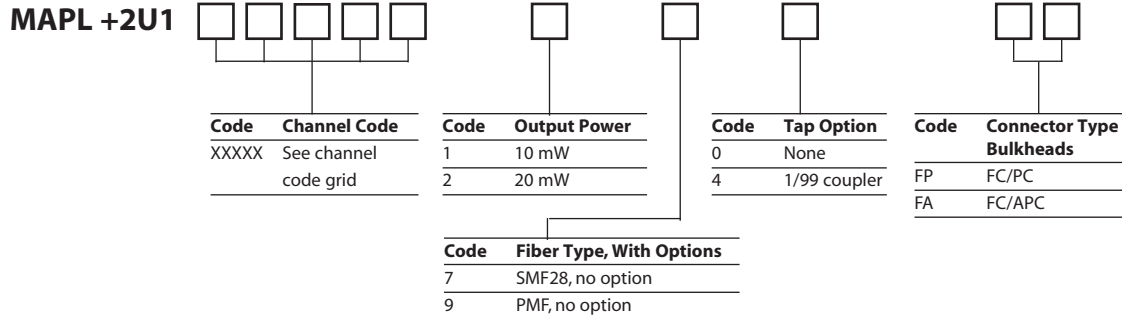 MAPL +2U1
Code Channel Code
XXXXX See channel
code grid
Code Output Power
1 10 mW
2 20 mW
Code Fiber Type, With Options
7 SMF28, no option
9 PMF, no option
Code Tap Option
0 None
4 1/99 coupler
Code Connector Type
Bulkheads
FP FC/PC
FA FC/APC